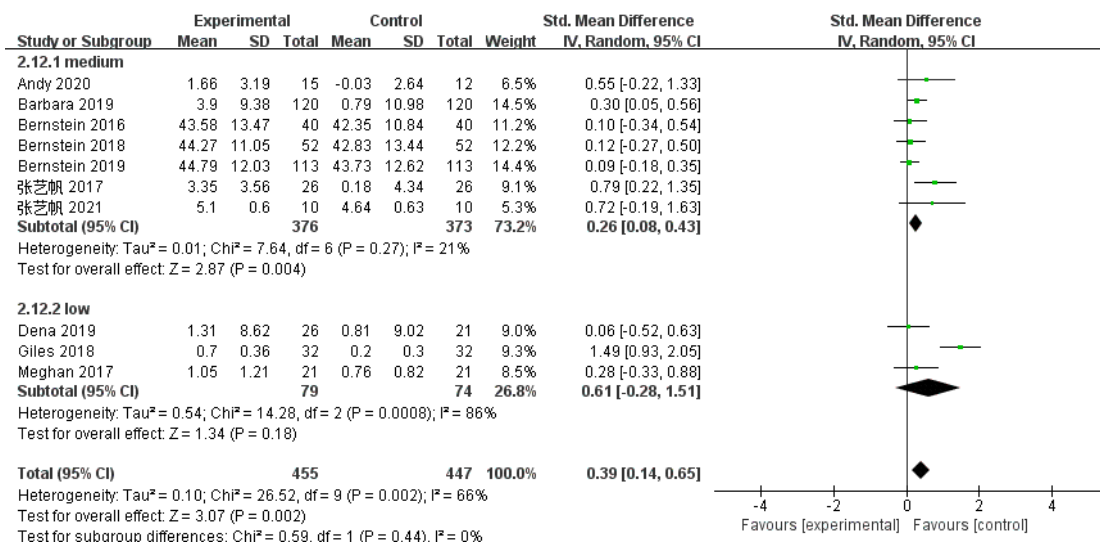 Experimental Control Std. Mean Difference Std. Mean Difference
Study or Subgroup Mean SD Total Mean SD Total Weight IV, Random, 95% CI IV, Random, 95% CI
2.12.1 medium
Andy 2020 1.66 3.19 15 -0.03 2.64 12 6.5% 0.55 [-0.22, 1.33]
Barbara 2019 3.9 9.38 120 0.79 10.98 120 14.5% 0.30 [0.05, 0.56]
Bernstein 2016 43.58 13.47 40 42.35 10.84 40 11.2% 0.10 [-0.34, 0.54]
Bernstein 2018 44.27 11.05 52 42.83 13.44 52 12.2% 0.12 [-0.27, 0.50]
Bernstein 2019 44.79 12.03 113 43.73 12.62 113 14.4% 0.09 [-0.18, 0.35]
张艺帆 2017 3.35 3.56 26 0.18 4.34 26 9.1% 0.79 [0.22, 1.35]
张艺帆 2021 5.1 0.6 10 4.64 0.63 10 5.3% 0.72 [-0.19, 1.63]
Subtotal (95% CI) 376 373 73.2% 0.26 [0.08, 0.43]
Heterogeneity: Tau² = 0.01; Chi² = 7.64, df = 6 (P = 0.27); I² = 21%
Test for overall effect: Z = 2.87 (P = 0.004)
2.12.2 low
Dena 2019 1.31 8.62 26 0.81 9.02 21 9.0% 0.06 [-0.52, 0.63]
Giles 2018 0.7 0.36 32 0.2 0.3 32 9.3% 1.49 [0.93, 2.05]
Meghan 2017 1.05 1.21 21 0.76 0.82 21 8.5% 0.28 [-0.33, 0.88]
Subtotal (95% CI) 79 74 26.8% 0.61 [-0.28, 1.51]
Heterogeneity: Tau² = 0.54; Chi² = 14.28, df = 2 (P = 0.0008); I² = 86%
Test for overall effect: Z = 1.34 (P = 0.18)
Total (95% CI) 455 447 100.0% 0.39 [0.14, 0.65]
Heterogeneity: Tau² = 0.10; Chi² = 26.52, df = 9 (P = 0.002); I² = 66%
Test for overall effect: Z = 3.07 (P = 0.002)
Test for subgroup differences: Chi² = 0.59, df = 1 (P = 0.44), I² = 0%
-4 -2 0 2 4
Favours [experimental] Favours [control]